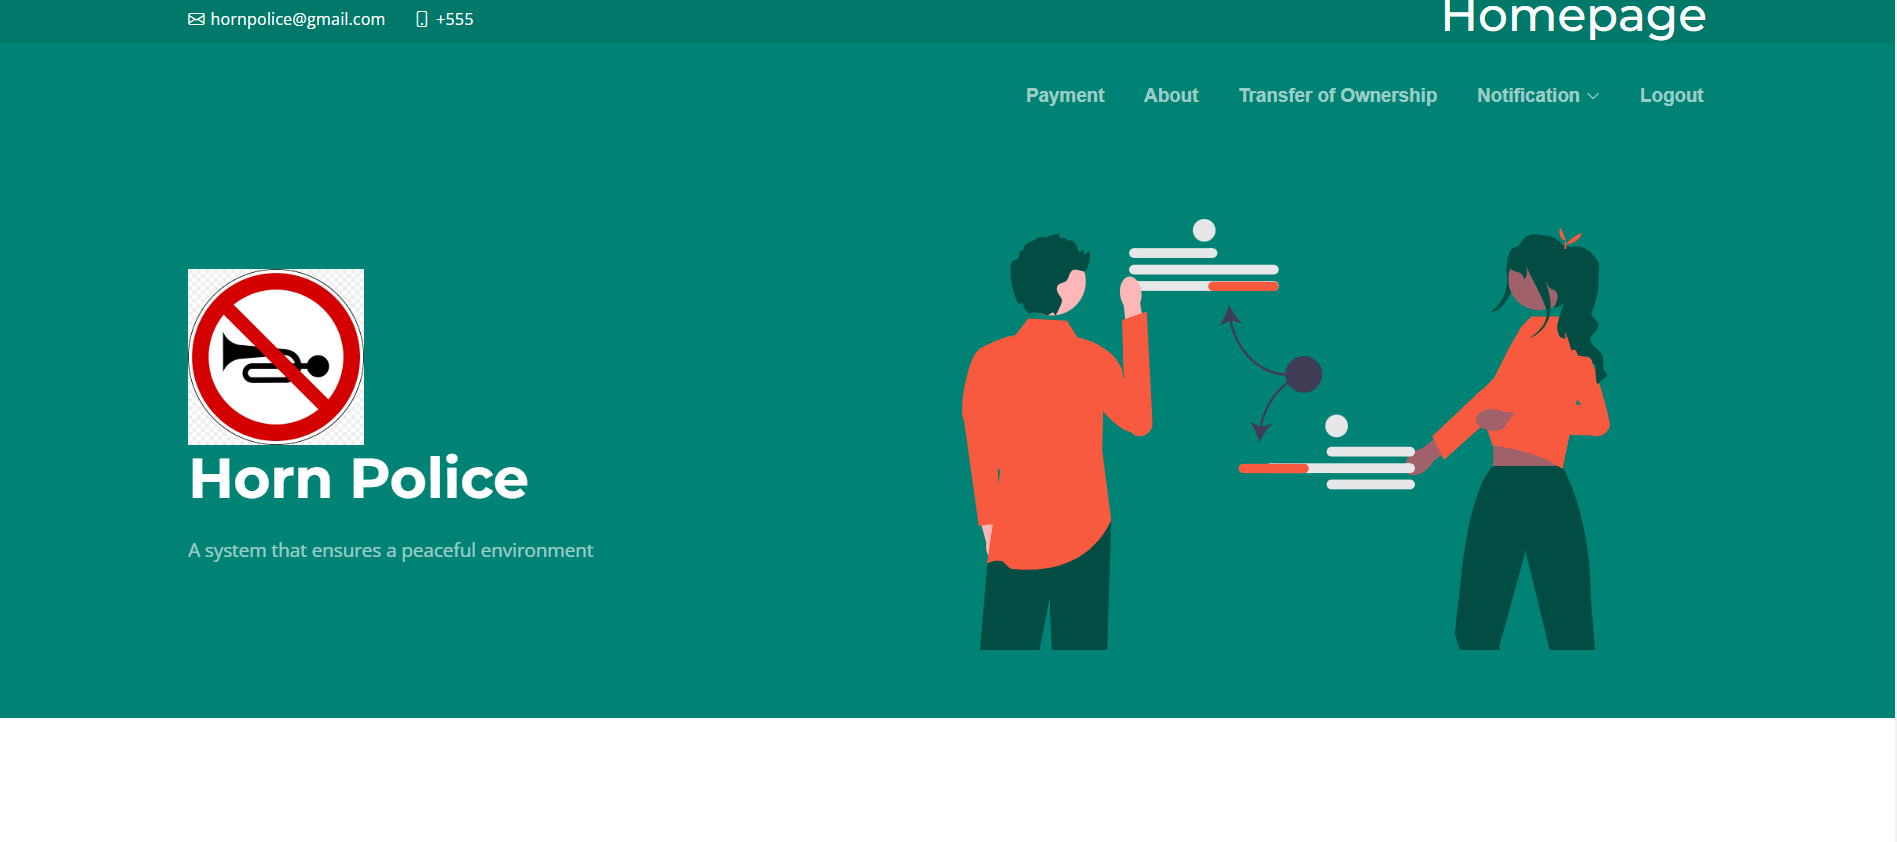 hornpolice@gmail.com +555 Homepage
Payment About Transfer of Ownership Notification Logout
Horn Police
A system that ensures a peaceful environment